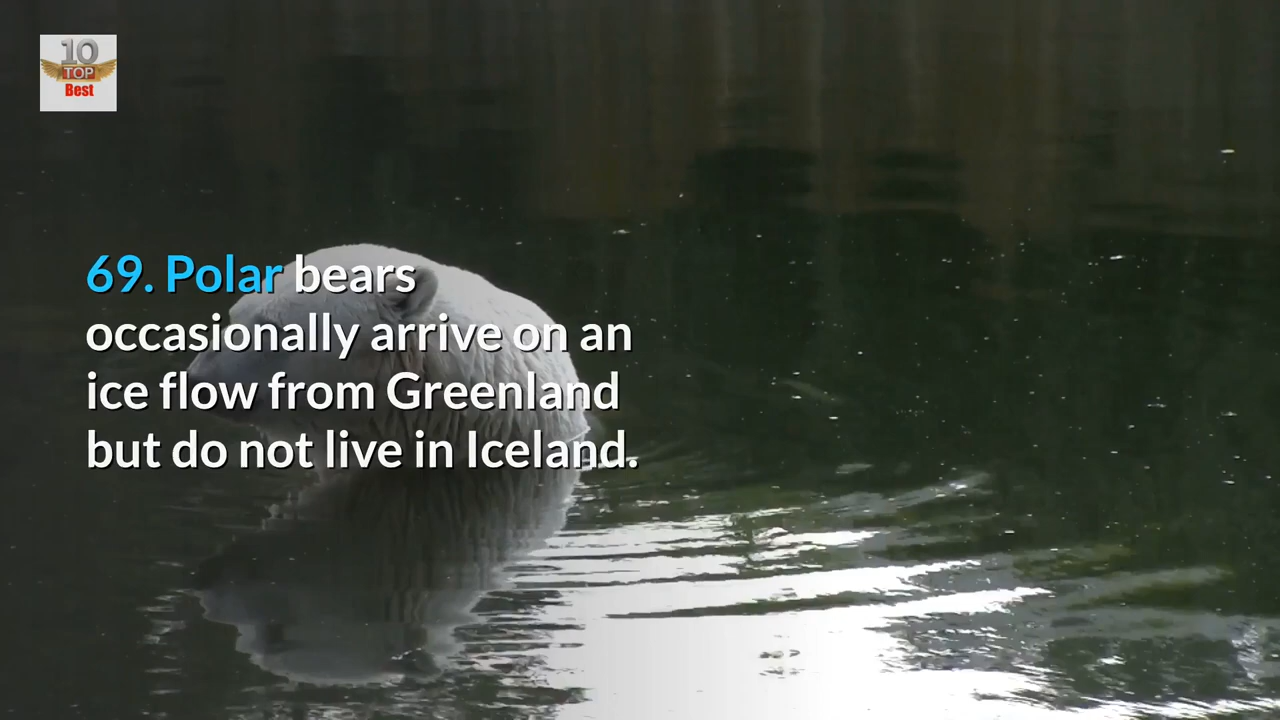 10
TOP
Best
69. Polar bears
occasionally arrive on an
ice flow from Greenland
but do not live in Iceland.